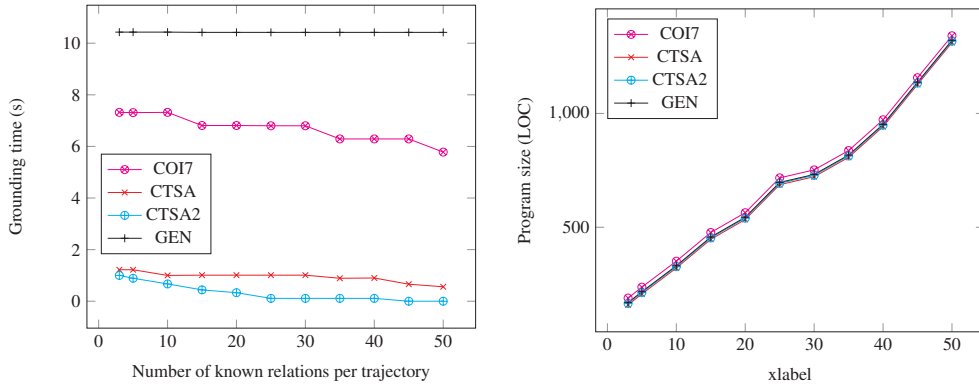 10
8
6
4
2
0
Grounding time (s)
COI7
CTSA
CTSA2
GEN
0 10 20 30 40 50
Number of known relations per trajectory
1,000
500
Program size (LOC)
COI7
CTSA
CTSA2
GEN
0 10 20 30 40 50
xlabel